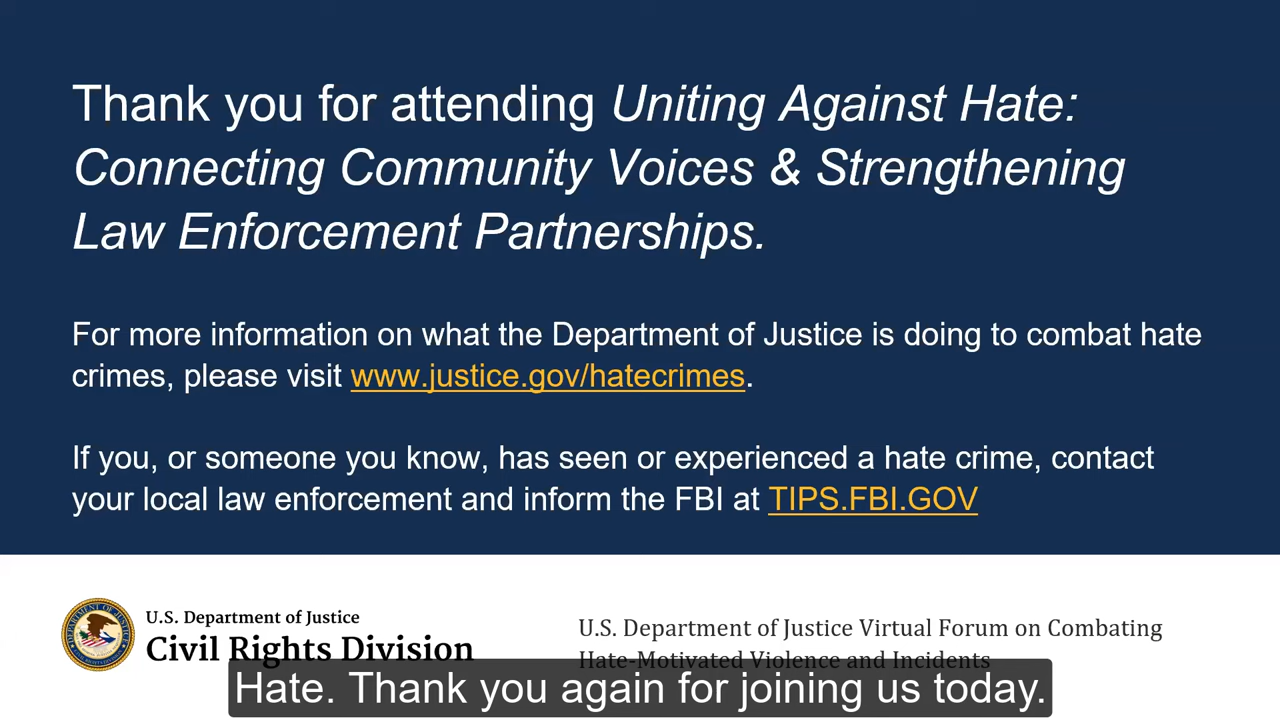 Thank you for attending Uniting Against Hate:
Connecting Community Voices & Strengthening
Law Enforcement Partnerships.
For more information on what the Department of Justice is doing to combat hate
crimes, please visit www.justice.gov/hatecrimes.
If you, or someone you know, has seen or experienced a hate crime, contact
your local law enforcement and inform the FBI at TIPS.FBI.GOV
U.S. Department of Justice
Civil Rights Division
U.S. Department of Justice Virtual Forum on Combating
Hate-Motivated Violence and Incidents
Hate. Thank you again for joining us today.